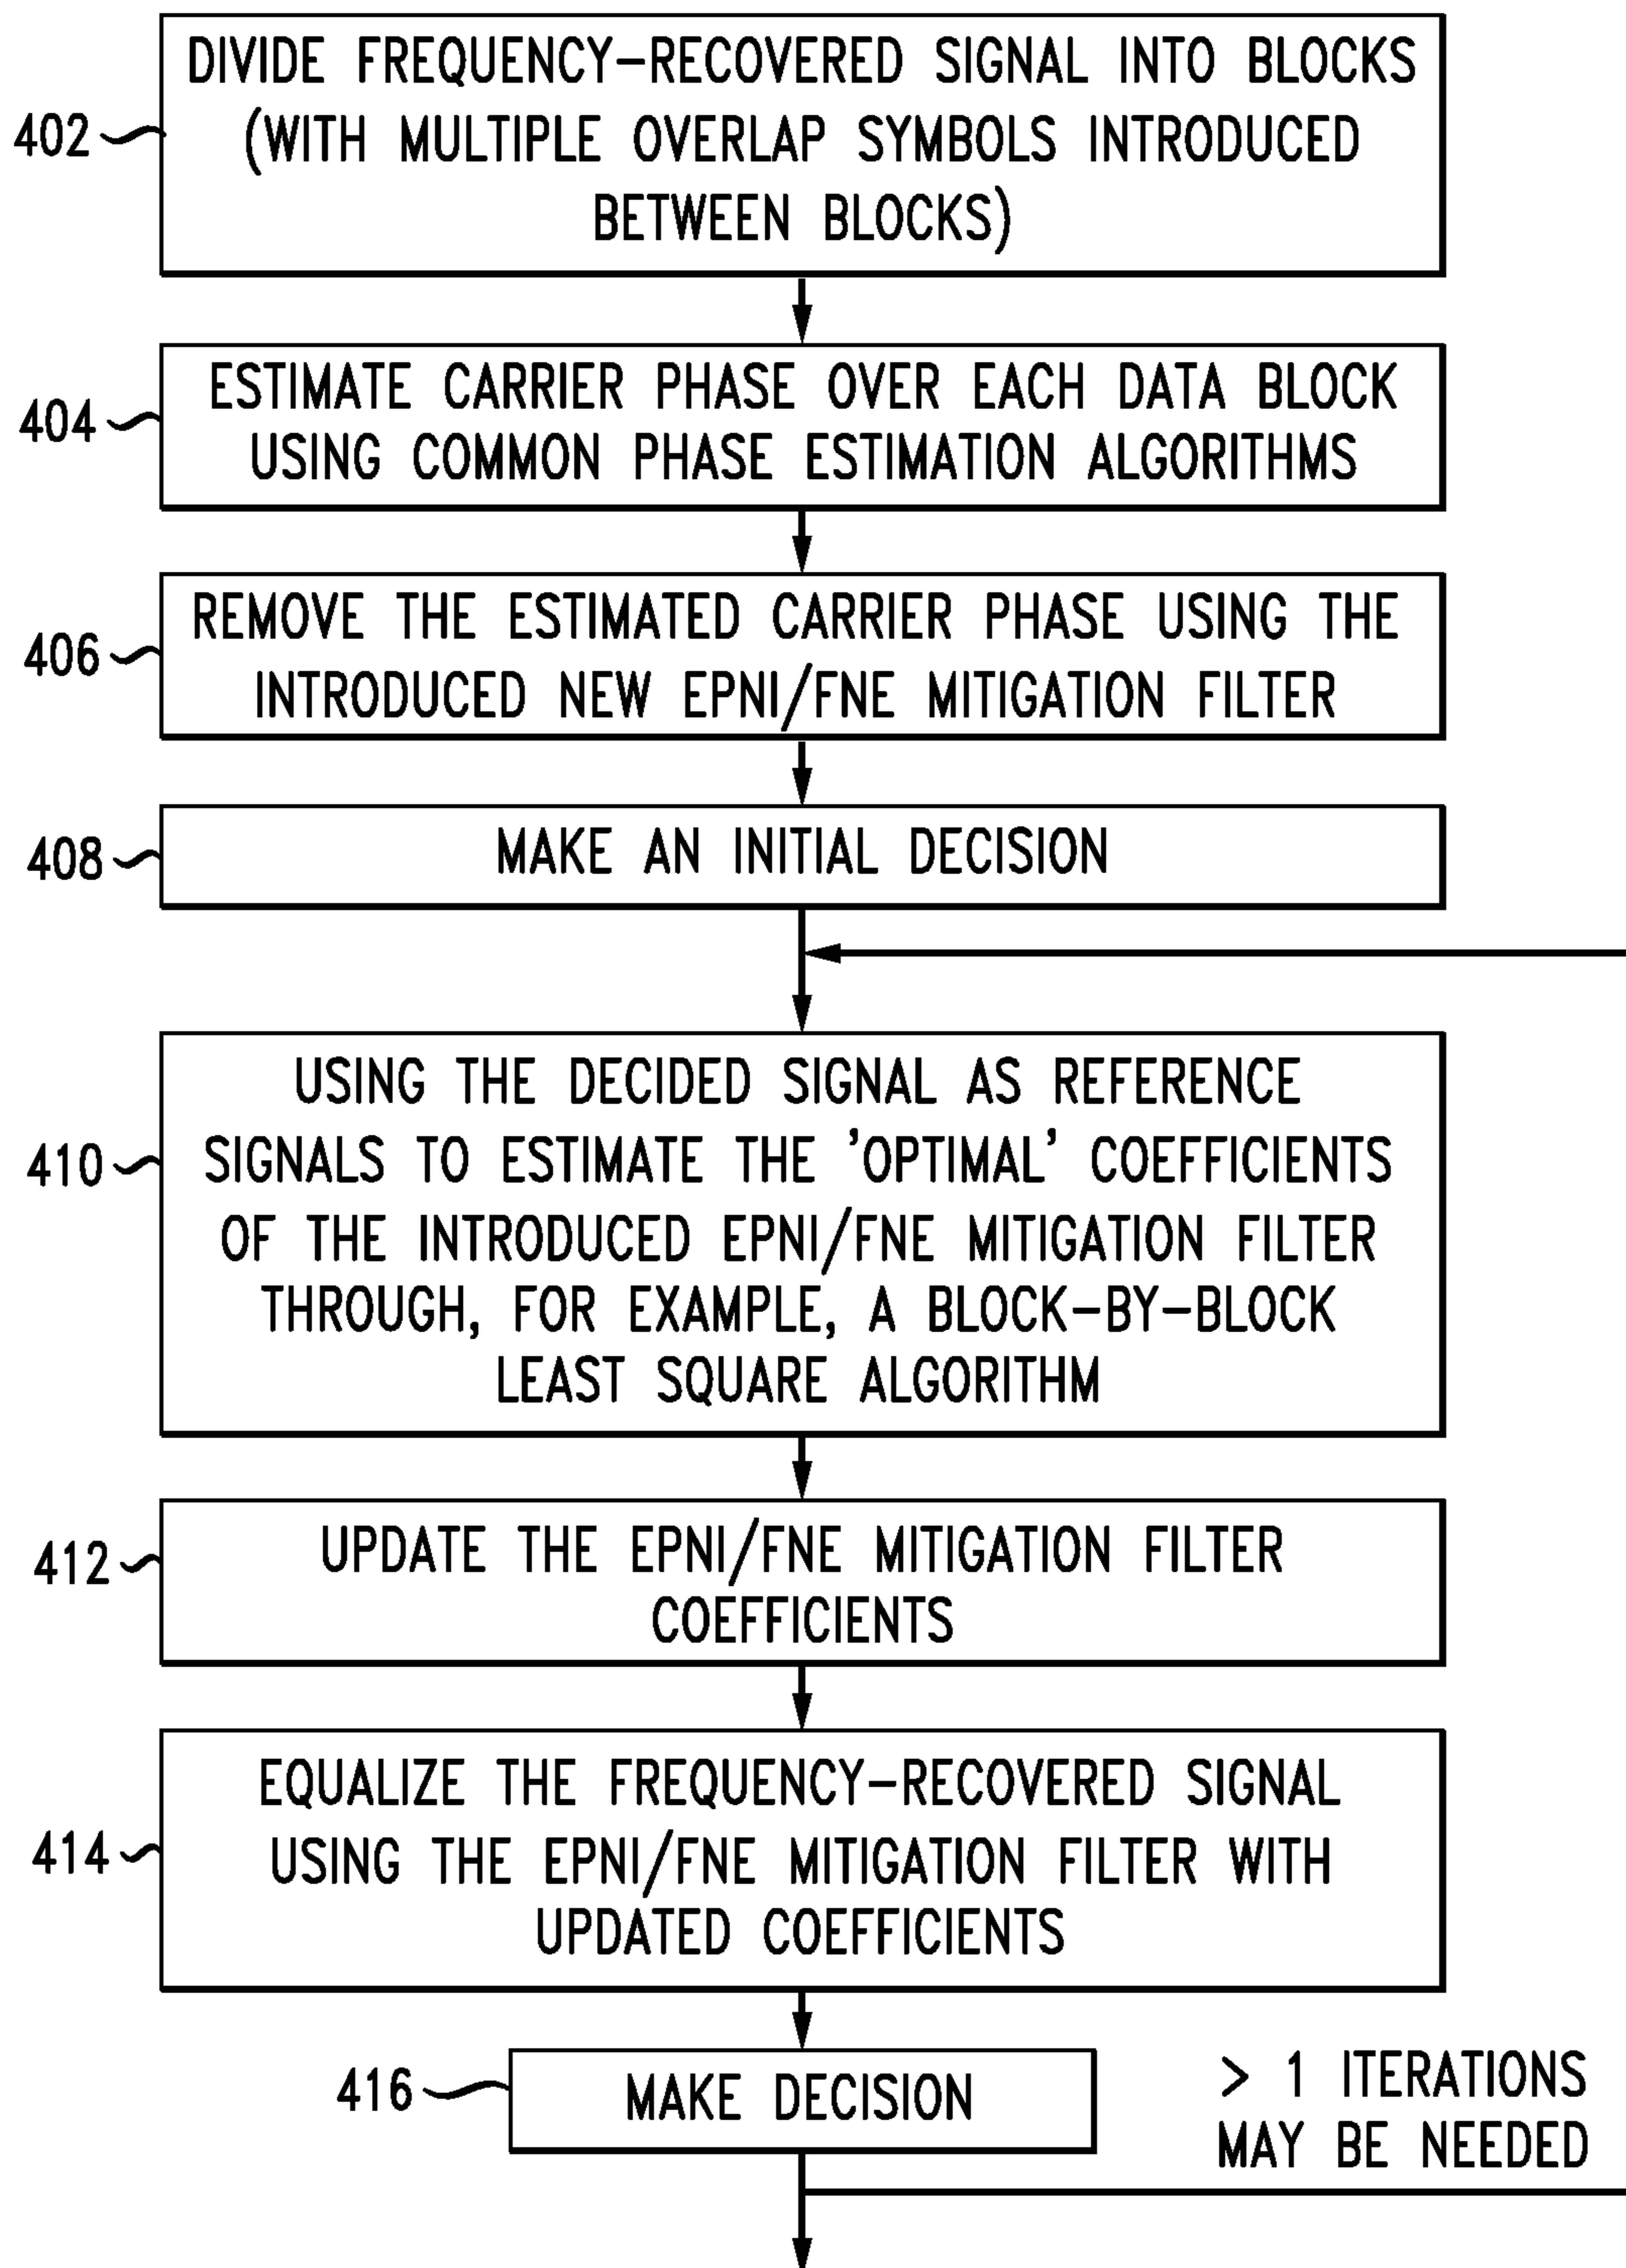 DIVIDE FREQUENCY-RECOVERED SIGNAL INTO BLOCKS
402
(WITH MULTIPLE OVERLAP SYMBOLS INTRODUCED
BETWEEN BLOCKS)
ESTIMATE CARRIER PHASE OVER EACH DATA BLOCK
404
USING COMMON PHASE ESTIMATION ALGORITHMS
REMOVE THE ESTIMATED CARRIER PHASE USING THE
406
INTRODUCED NEW EPNI/FNE MITIGATION FILTER
408
MAKE AN INITIAL DECISION
USING THE DECIDED SIGNAL AS REFERENCE
410
SIGNALS TO ESTIMATE THE 'OPTIMAL' COEFFICIENTS
OF THE INTRODUCED EPNI/FNE MITIGATION FILTER
THROUGH, FOR EXAMPLE, A BLOCK-BY-BLOCK
LEAST SQUARE ALGORITHM
412
UPDATE THE EPNI/FNE MITIGATION FILTER
COEFFICIENTS
EQUALIZE THE FREQUENCY-RECOVERED SIGNAL
414
USING THE EPNI/FNE MITIGATION FILTER WITH
UPDATED COEFFICIENTS
416
MAKE DECISION
> 1 ITERATIONS
MAY BE NEEDED